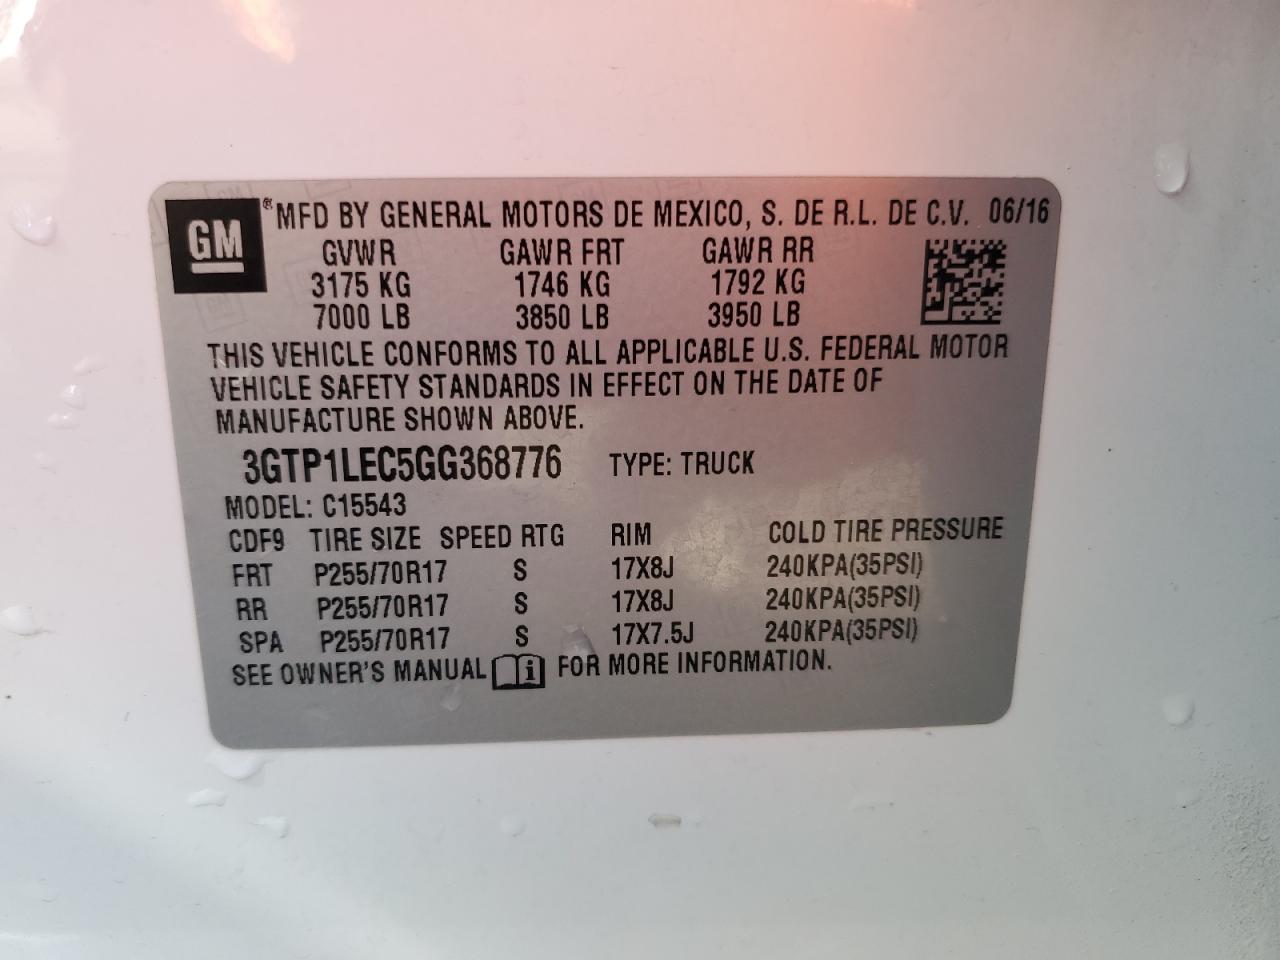 GM ® MFD BY GENERAL MOTORS DE MEXICO, S. DE R.L. DE C.V. 06/16
GVWR GAWR FRT GAWR RR
3175 KG 1746 KG 1792 KG
7000 LB 3850 LB 3950 LB
THIS VEHICLE CONFORMS TO ALL APPLICABLE U.S. FEDERAL MOTOR
VEHICLE SAFETY STANDARDS IN EFFECT ON THE DATE OF
MANUFACTURE SHOWN ABOVE.
3GTP1LEC5GG368776 TYPE: TRUCK
MODEL: C15543
CDF9 TIRE SIZE SPEED RTG RIM COLD TIRE PRESSURE
FRT P255/70R17 S 17X8J 240KPA(35PSI)
RR P255/70R17 S 17X8J 240KPA(35PSI)
SPA P255/70R17 S 17X7.5J 240KPA(35PSI)
SEE OWNER'S MANUAL i FOR MORE INFORMATION.